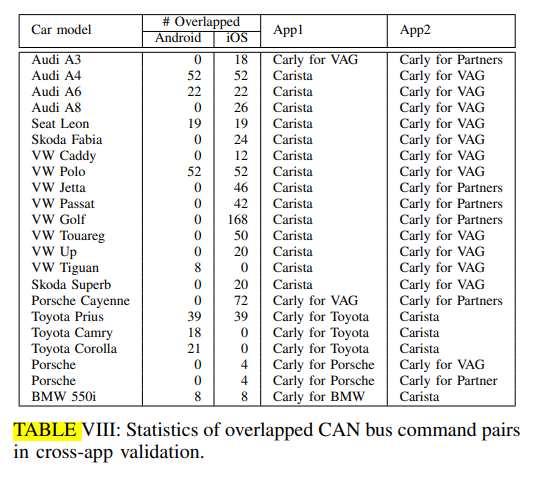 Car model # Overlapped App1 App2
Android iOS
Audi A3 0 18 Carly for VAG Carly for Partners
Audi A4 52 52 Carista Carly for VAG
Audi A6 22 22 Carista Carly for VAG
Audi A8 0 26 Carista Carly for VAG
Seat Leon 19 19 Carista Carly for VAG
Skoda Fabia 0 24 Carista Carly for VAG
VW Caddy 0 12 Carista Carly for VAG
VW Polo 52 52 Carista Carly for VAG
VW Jetta 0 46 Carista Carly for Partners
VW Passat 0 42 Carista Carly for Partners
VW Golf 0 168 Carista Carly for Partners
VW Touareg 0 50 Carista Carly for VAG
VW Up 0 20 Carista Carly for VAG
VW Tiguan 8 0 Carista Carly for VAG
Skoda Superb 0 20 Carista Carly for VAG
Porsche Cayenne 0 72 Carly for VAG Carly for Partners
Toyota Prius 39 39 Carly for Toyota Carista
Toyota Camry 18 0 Carly for Toyota Carista
Toyota Corolla 21 0 Carly for Toyota Carista
Porsche 0 4 Carly for Porsche Carly for VAG
Porsche 0 4 Carly for Porsche Carly for Partner
BMW 550i 8 8 Carly for BMW Carista
TABLE VIII: Statistics of overlapped CAN bus command pairs
in cross-app validation.